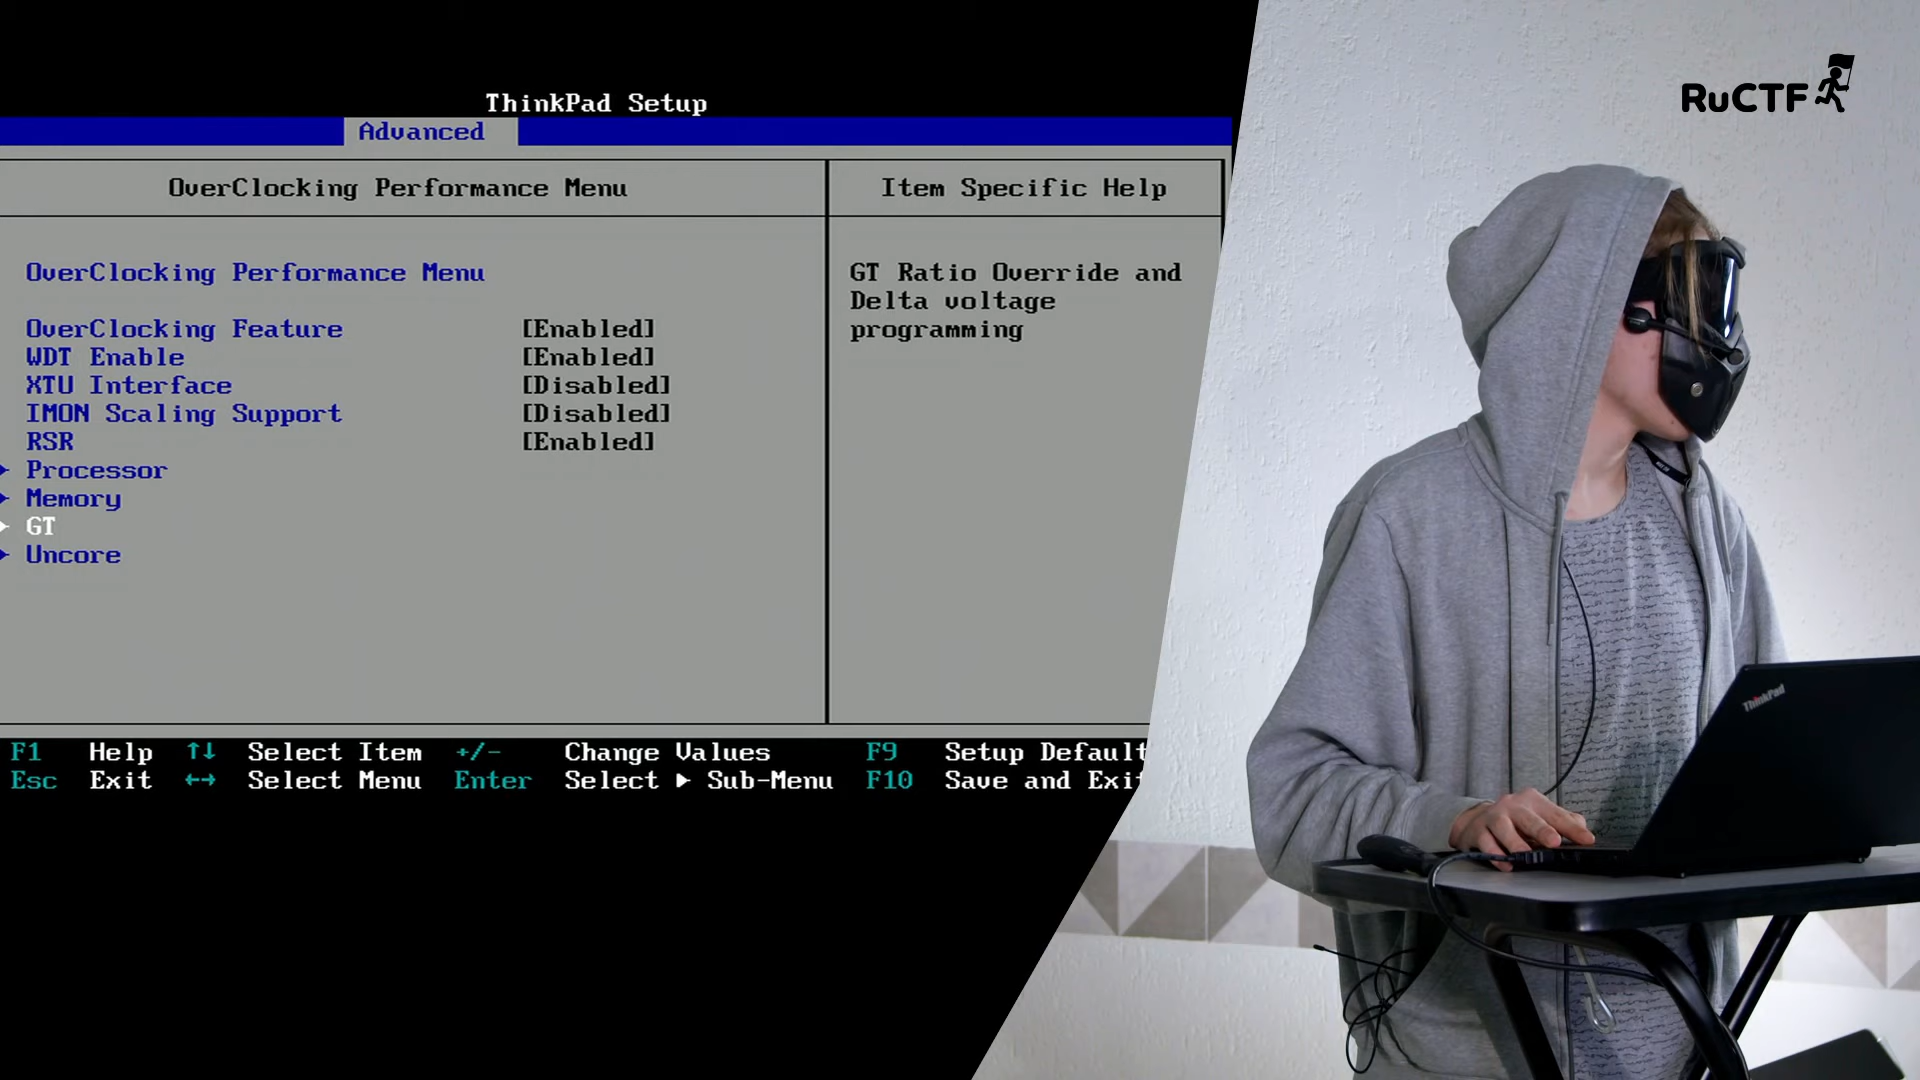 ThinkPad Setup
Advanced
OverClocking Performance Menu
Item Specific Help
OverClocking Performance Menu
OverClocking Feature [Enabled]
WDT Enable [Enabled]
XTU Interface [Disabled]
IMON Scaling Support [Disabled]
RSR [Enabled]
Processor
Memory
GT
Uncore
GT Ratio Override and
Delta voltage
programming
F1 Help ↑↓ Select Item +/- Change Values F9 Setup Default
Esc Exit ←→ Select Menu Enter Select ▶ Sub-Menu F10 Save and Exit
RuCTF
ThinkPad